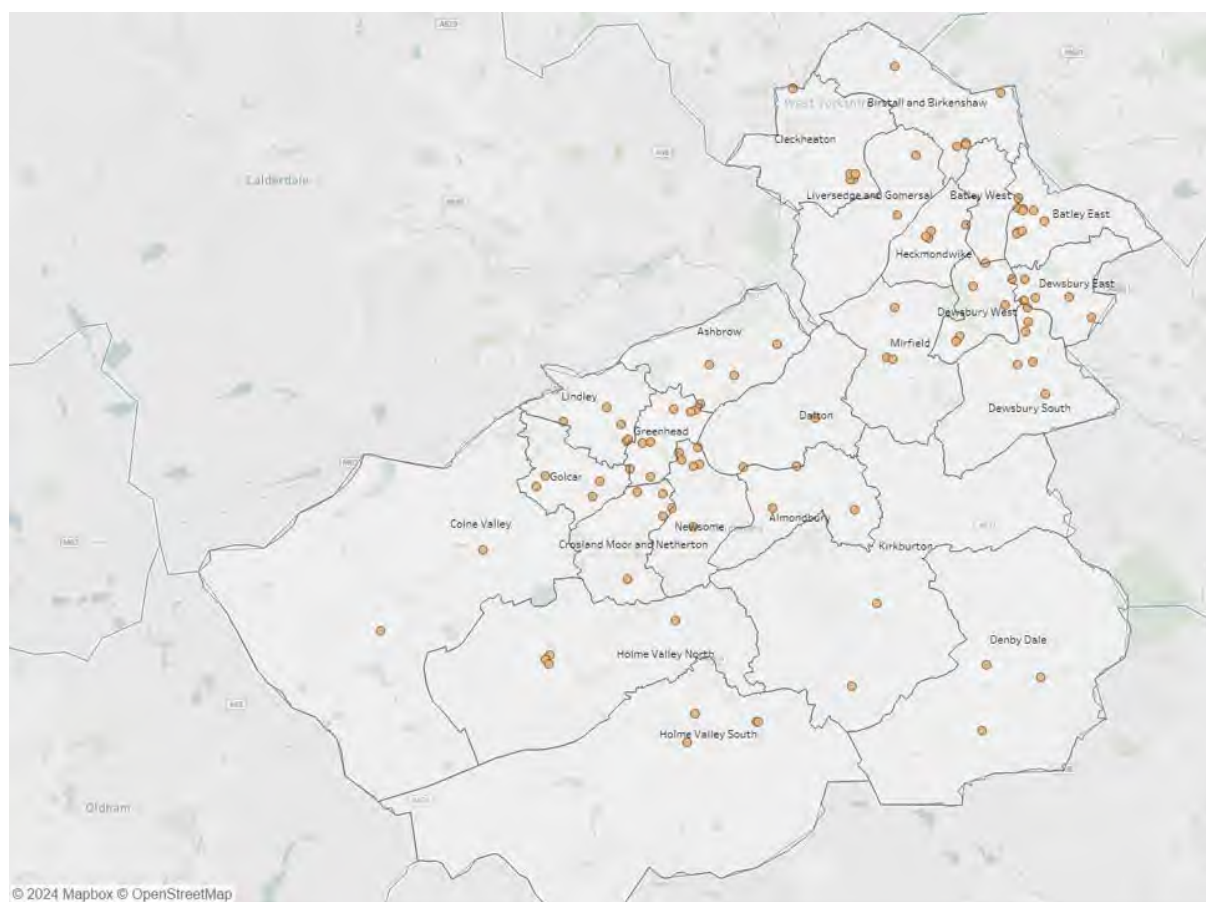 West Yorkshire
Birstall and Birkenshaw
Cleckheaton
Calderdale
Liversedge and Gomersal
Batley West
Batley East
Heckmondwike
Dewsbury East
Dewsbury West
Ashbrow
Mirfield
Lindley
Dalton
Dewsbury South
Greenhead
Golcar
Colne Valley
Newsome
Almondbury
Crosland Moor and Netherton
Kirkburton
Denby Dale
Holme Valley North
Holme Valley South
Oldham
© 2024 Mapbox © OpenStreetMap